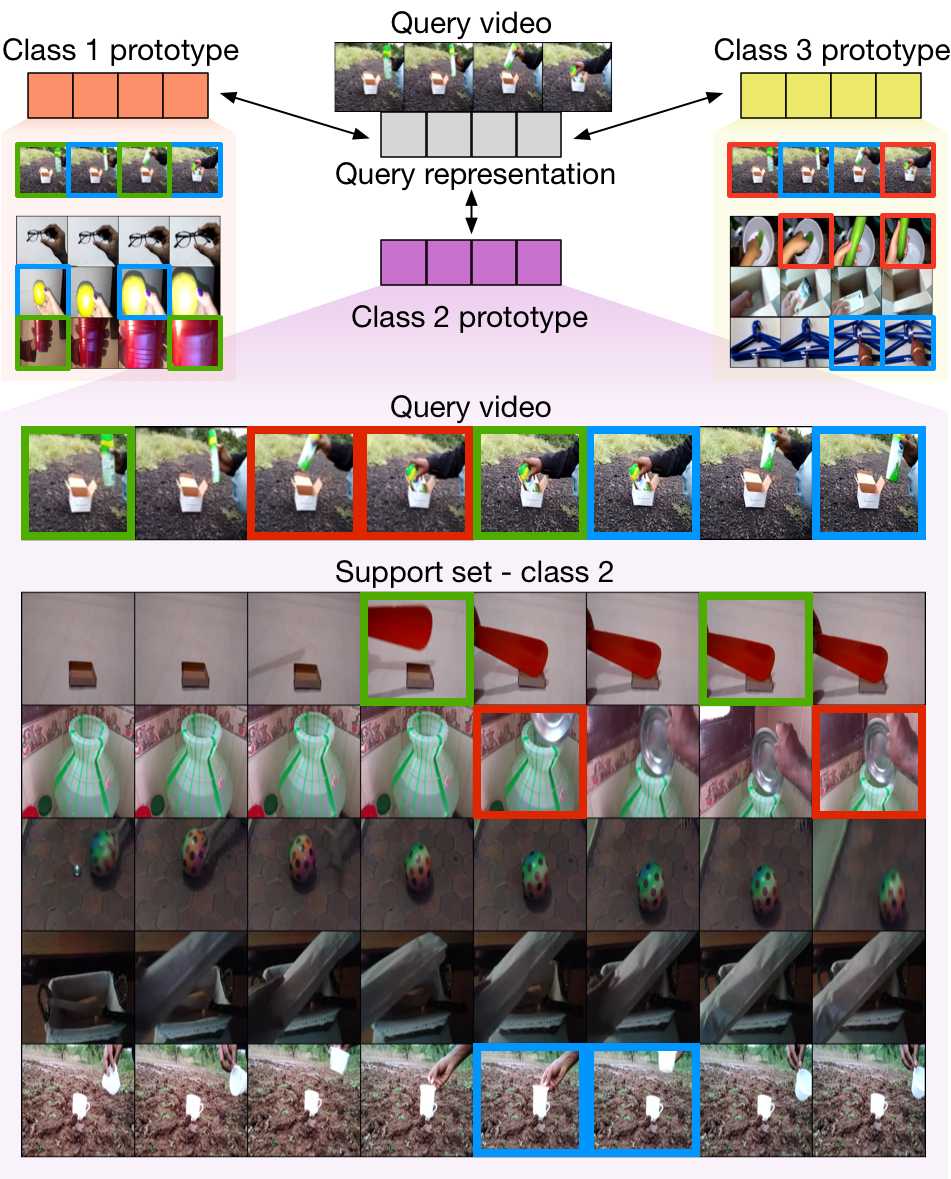 Query video
Class 1 prototype
Class 3 prototype
Query representation
Class 2 prototype
Query video
Support set - class 2